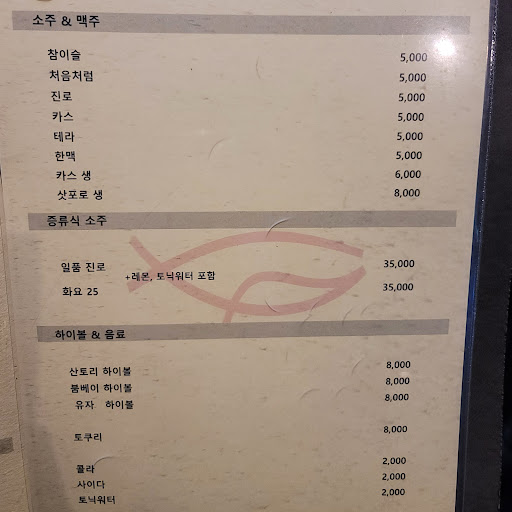 소주 & 맥주
참이슬 5,000
처음처럼 5,000
진로 5,000
카스 5,000
테라 5,000
한맥 5,000
카스 생 6,000
삿포로 생 8,000
증류식 소주
일품 진로 35,000
+레몬, 토닉워터 포함
화요 25 35,000
하이볼 & 음료
산토리 하이볼 8,000
봄베이 하이볼 8,000
유자 하이볼 8,000
토쿠리 8,000
콜라 2,000
사이다 2,000
토닉워터 2,000